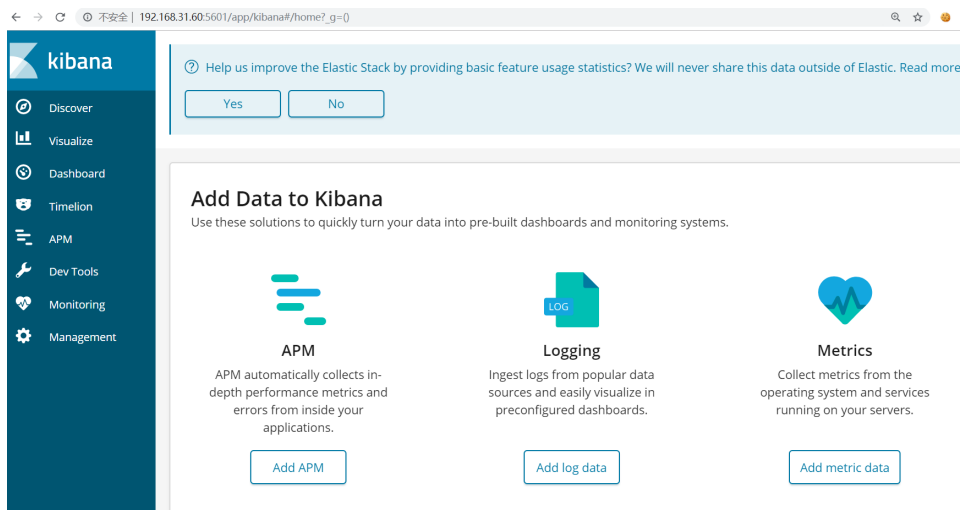 不安全 | 192.168.31.60:5601/app/kibana#/home?_g=()
kibana
Discover
Visualize
Dashboard
Timelion
APM
Dev Tools
Monitoring
Management
Help us improve the Elastic Stack by providing basic feature usage statistics? We will never share this data outside of Elastic. Read more
Yes
No
Add Data to Kibana
Use these solutions to quickly turn your data into pre-built dashboards and monitoring systems.
APM
APM automatically collects in-
depth performance metrics and
errors from inside your
applications.
Add APM
LOG
Logging
Ingest logs from popular data
sources and easily visualize in
preconfigured dashboards.
Add log data
Metrics
Collect metrics from the
operating system and services
running on your servers.
Add metric data